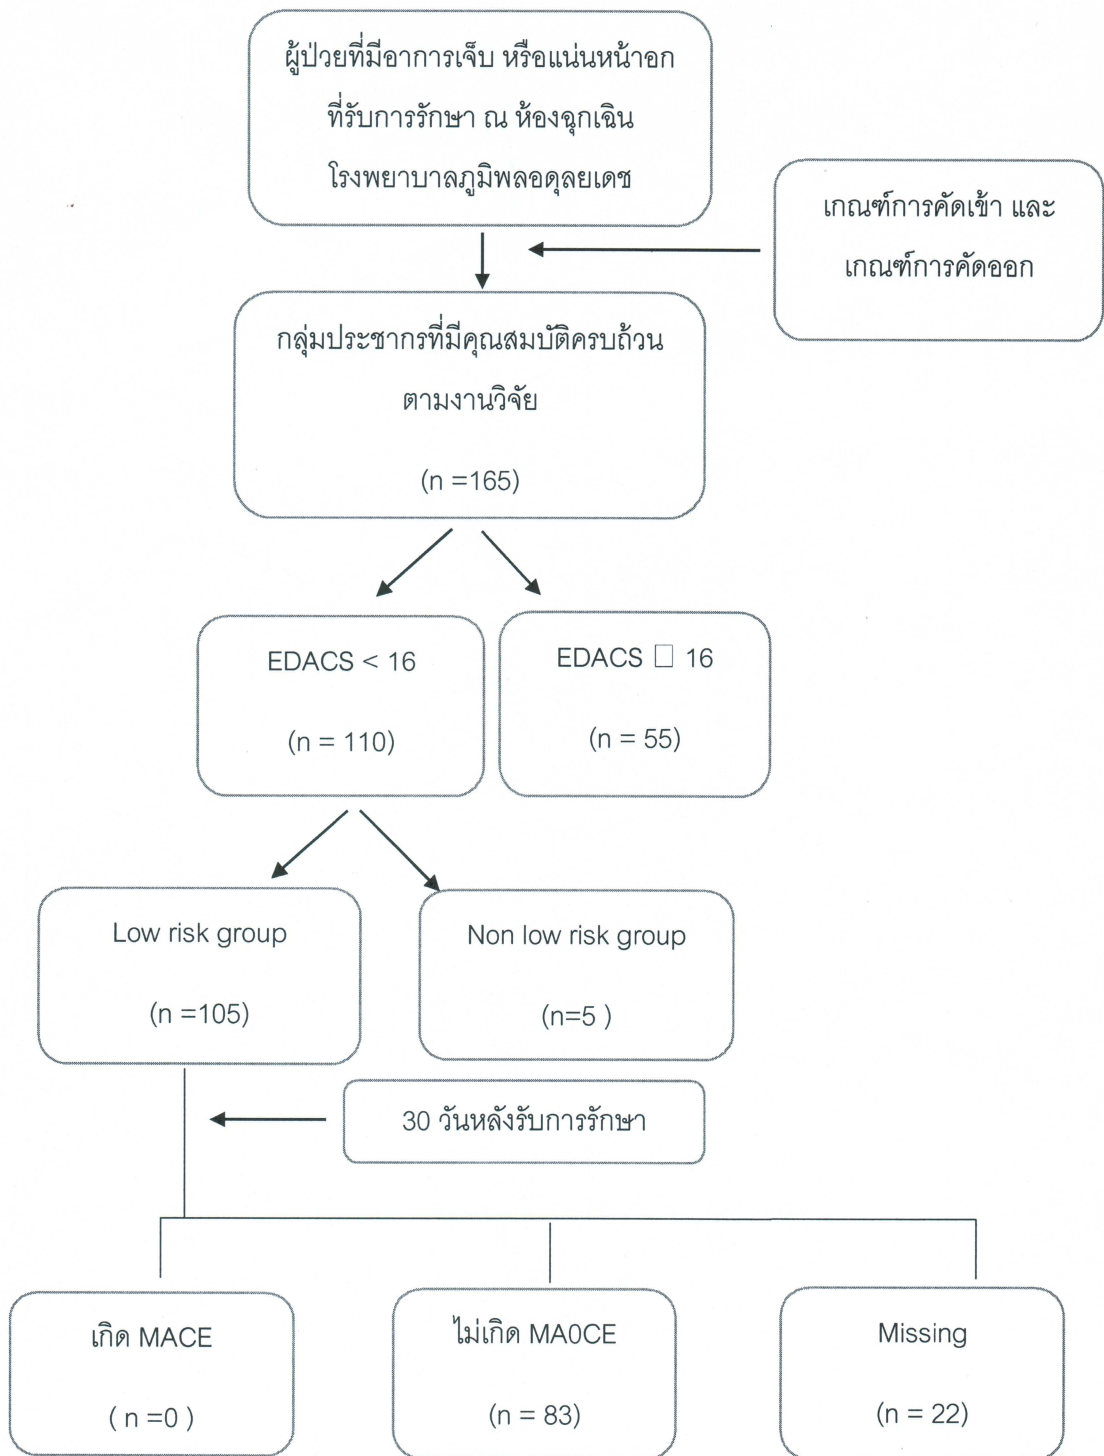 ผู้ป่วยที่มีอาการเจ็บ หรือแน่นหน้าอก
ที่รับการรักษา ณ ห้องฉุกเฉิน
โรงพยาบาลภูมิพลอดุลยเดช
เกณฑ์การคัดเข้า และ
เกณฑ์การคัดออก
กลุ่มประชากรที่มีคุณสมบัติครบถ้วน
ตามงานวิจัย
(n =165)
EDACS < 16
(n = 110)
EDACS □ 16
(n = 55)
Low risk group
(n =105)
Non low risk group
(n=5 )
30 วันหลังรับการรักษา
เกิด MACE
( n =0 )
ไม่เกิด MA0CE
(n = 83)
Missing
(n = 22)